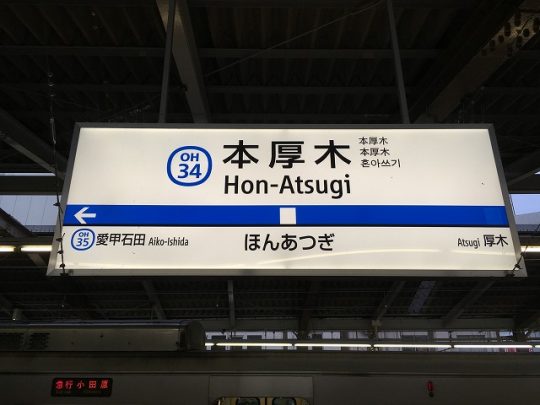 OH
34
本厚木
本厚木
本厚木
혼아쓰기
Hon-Atsugi
OH
35
愛甲石田 Aiko-Ishida
ほんあつぎ
Atsugi 厚木
急行 小田原